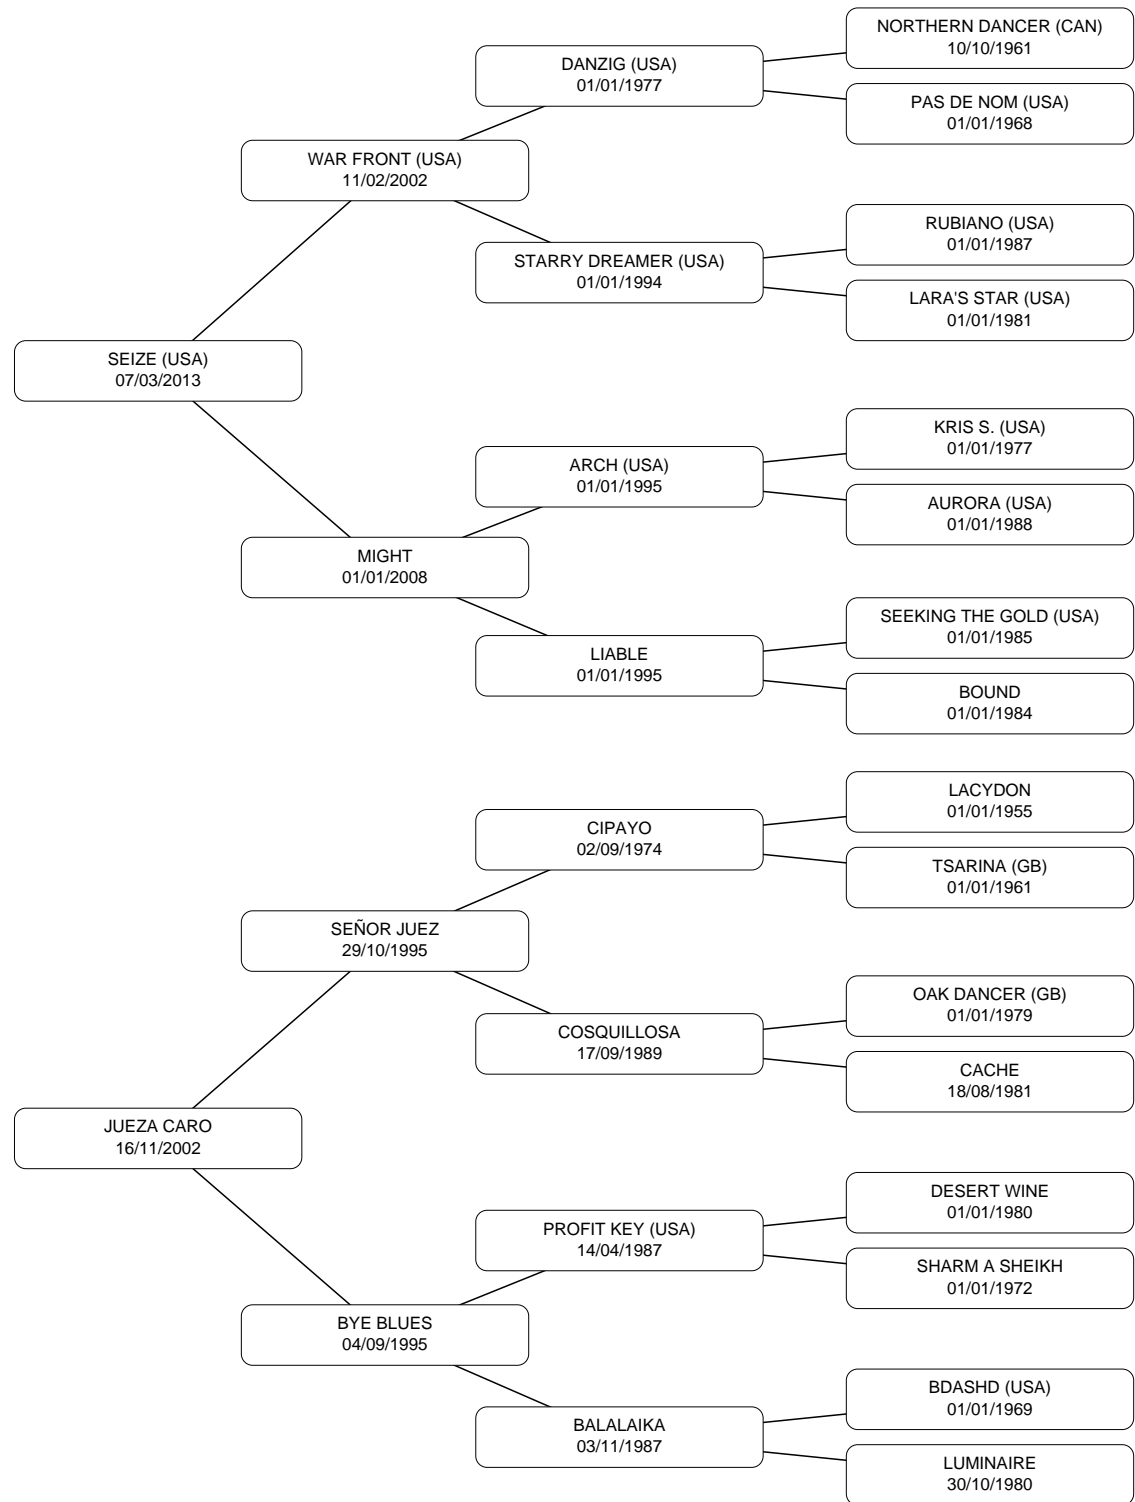 NORTHERN DANCER (CAN)
10/10/1961
DANZIG (USA)
01/01/1977
PAS DE NOM (USA)
01/01/1968
WAR FRONT (USA)
11/02/2002
RUBIANO (USA)
01/01/1987
STARRY DREAMER (USA)
01/01/1994
LARA'S STAR (USA)
01/01/1981
SEIZE (USA)
07/03/2013
KRIS S. (USA)
01/01/1977
ARCH (USA)
01/01/1995
AURORA (USA)
01/01/1988
MIGHT
01/01/2008
SEEKING THE GOLD (USA)
01/01/1985
LIABLE
01/01/1995
BOUND
01/01/1984
LACYDON
01/01/1955
CIPAYO
02/09/1974
TSARINA (GB)
01/01/1961
SEÑOR JUEZ
29/10/1995
OAK DANCER (GB)
01/01/1979
COSQUILLOSA
17/09/1989
CACHE
18/08/1981
JUEZA CARO
16/11/2002
DESERT WINE
01/01/1980
PROFIT KEY (USA)
14/04/1987
SHARM A SHEIKH
01/01/1972
BYE BLUES
04/09/1995
BDASHD (USA)
01/01/1969
BALALAIKA
03/11/1987
LUMINAIRE
30/10/1980